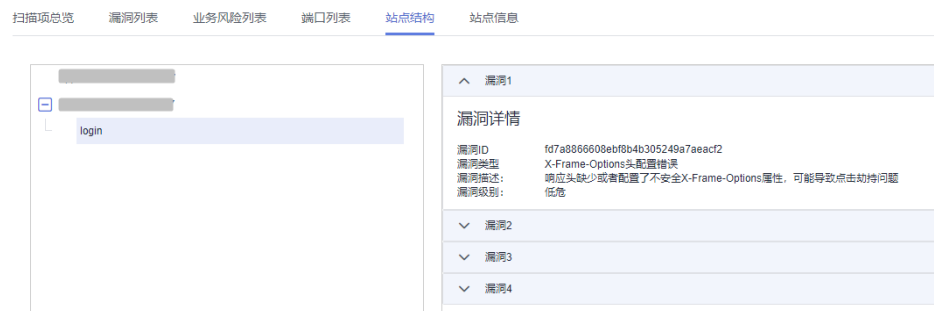 扫描项总览 漏洞列表 业务风险列表 端口列表 站点结构 站点信息
login
漏洞1
漏洞详情
漏洞ID fd7a8866608ebf8b4b305249a7aeacf2
漏洞类型 X-Frame-Options头配置错误
漏洞描述： 响应头缺少或者配置了不安全X-Frame-Options属性，可能导致点击劫持问题
漏洞级别： 低危
漏洞2
漏洞3
漏洞4